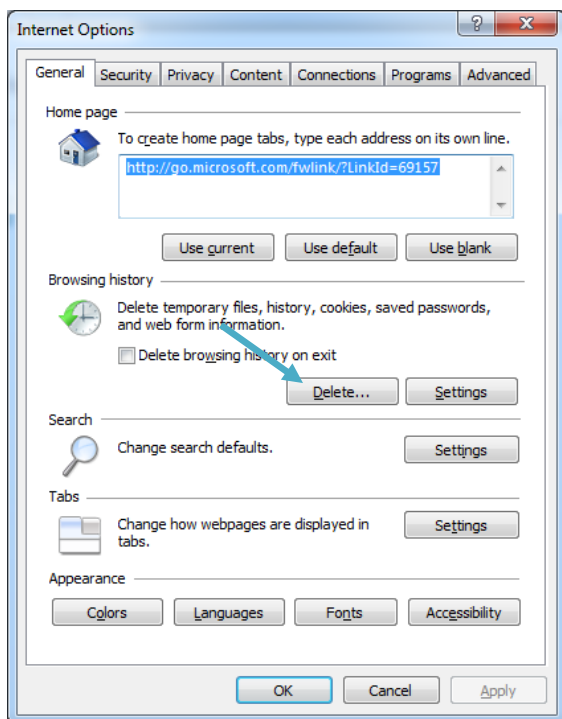 Internet Options
General Security Privacy Content Connections Programs Advanced
Home page
To create home page tabs, type each address on its own line.
http://go.microsoft.com/fwlink/?LinkId=69157
Use current Use default Use blank
Browsing history
Delete temporary files, history, cookies, saved passwords,
and web form information.
Delete browsing history on exit
Delete... Settings
Search
Change search defaults. Settings
Tabs
Change how webpages are displayed in Settings
tabs.
Appearance
Colors Languages Fonts Accessibility
OK Cancel Apply